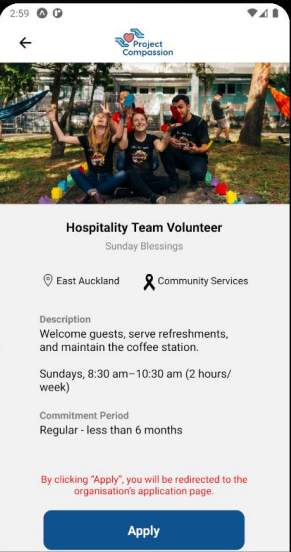 2:59
Project
Compassion
Hospitality Team Volunteer
Sunday Blessings
East Auckland
Community Services
Description
Welcome guests, serve refreshments,
and maintain the coffee station.
Sundays, 8:30 am–10:30 am (2 hours/
week)
Commitment Period
Regular - less than 6 months
By clicking “Apply”, you will be redirected to the
organisation's application page.
Apply